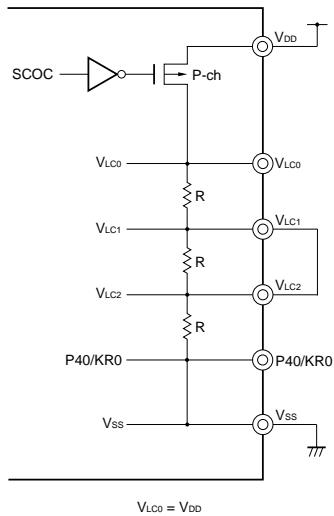 VDD
SCOC
P-ch
VLC0
VLC0
R
VLC1
VLC1
R
VLC2
VLC2
R
P40/KR0
P40/KR0
VSS
VSS
VLC0 = VDD